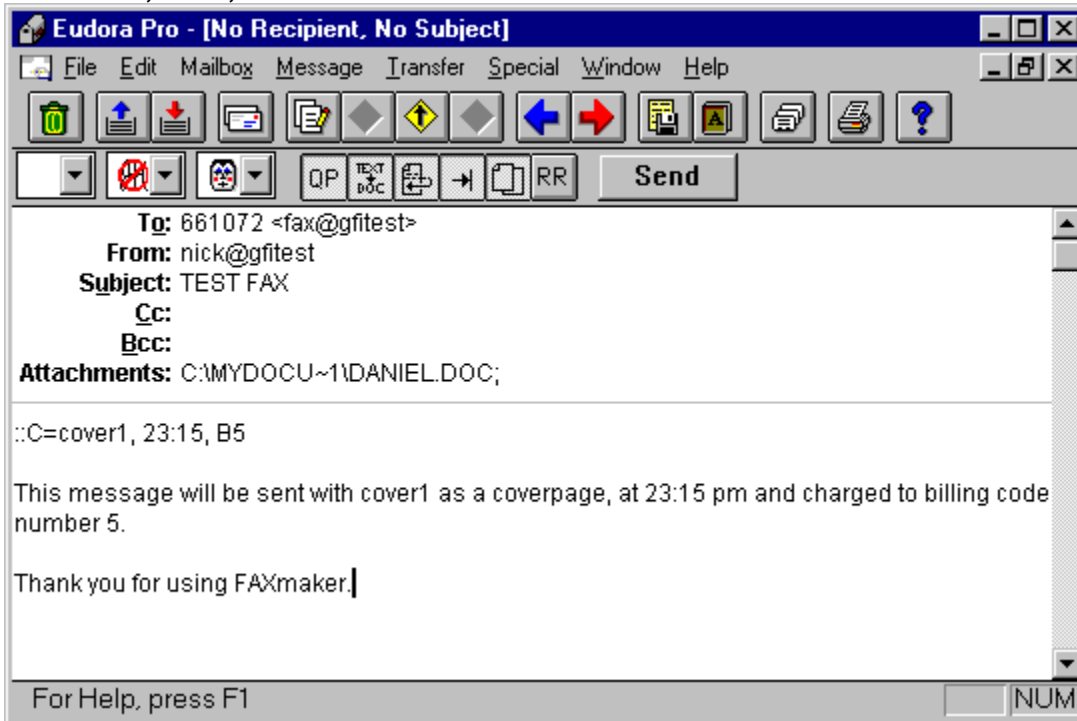 Eudora Pro - [No Recipient, No Subject]
File Edit Mailbox Message Transfer Special Window Help
A
QP TEXT DOC RR Send
To: 661072 <fax@gfitest>
From: nick@gfitest
Subject: TEST FAX
Cc:
Bcc:
Attachments: C:\MYDOCU~1\DANIEL.DOC;
::C=cover1, 23:15, B5
This message will be sent with cover1 as a coverpage, at 23:15 pm and charged to billing code
number 5.
Thank you for using FAXmaker.
For Help, press F1 NUM